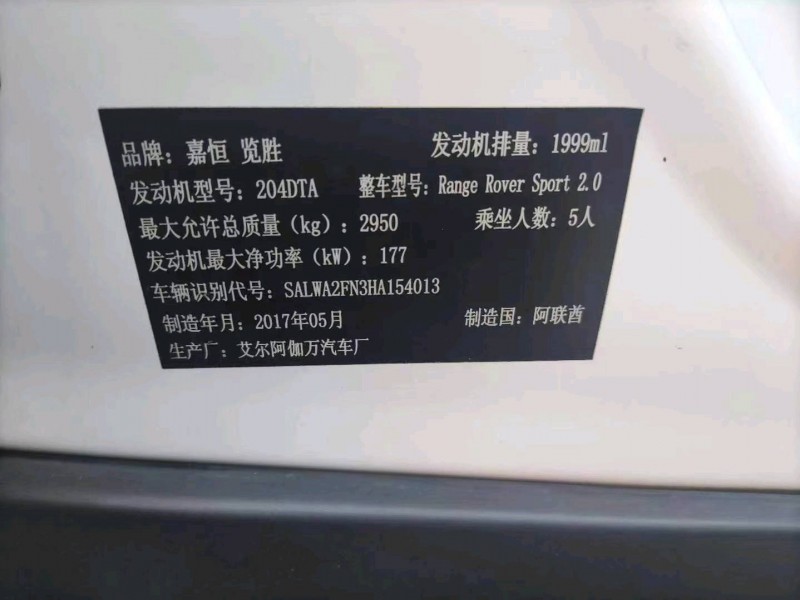 品牌：嘉恒 览胜 发动机排量：1999ml
发动机型号：204DTA 整车型号：Range Rover Sport 2.0
最大允许总质量（kg）：2950 乘坐人数：5人
发动机最大净功率（kW）：177
车辆识别代号：SALWA2FN3HA154013
制造年月：2017年05月 制造国：阿联酋
生产厂：艾尔阿伽万汽车厂